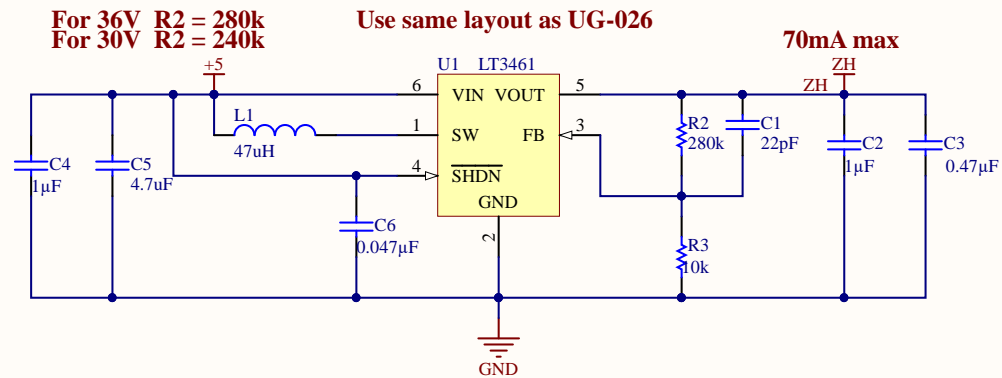 For 36V R2 = 280k
For 30V R2 = 240k
Use same layout as UG-026
70mA max
+5
U1 LT3461
ZH
ZH
6 VIN VOUT 5
L1
47uH
1 SW FB 3
R2
280k
C1
22pF
C4
1µF
C5
4.7uF
4 SHDN
C2
1µF
C3
0.47µF
GND
2
C6
0.047µF
R3
10k
GND